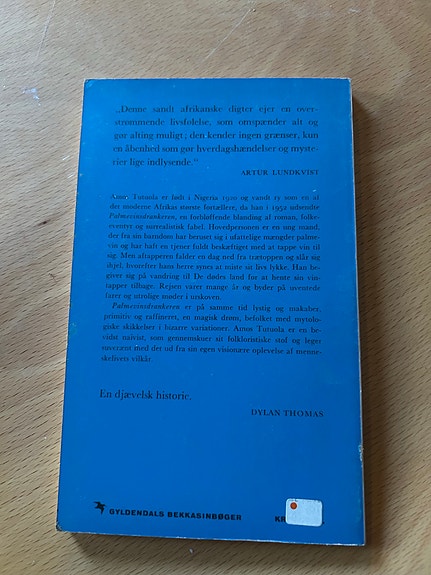 „Denne sandt afrikanske digter ejer en over-
strømmende livsfølelse, som omspænder alt og
gør alting muligt; den kender ingen grænser, kun
en åbenhed som gør hverdagshændelser og myste-
rier lige indlysende.“
ARTUR LUNDKVIST
Amos Tutuola er født i Nigeria 1920 og vandt ry som en af
det moderne Afrikas største fortællere, da han i 1952 udsendte
Palmevinsdrankeren, en forbløffende blanding af roman, folke-
eventyr og surrealistisk fabel. Hovedpersonen er en ung mand,
der fra sin barndom har beruset sig i ufattelige mængder palme-
vin og har haft en tjener fuldt beskæftiget med at tappe vin til
sig. Men aftapperen falder en dag ned fra trætoppen og slår sig
ihjel, hvorefter hans herre synes at miste sit livs lykke. Han be-
giver sig på vandring til De dødes land for at hente sin vin-
tapper tilbage. Rejsen varer mange år og byder på uventede
farer og utrolige møder i urskoven.
Palmevinsdrankeren er på samme tid lystig og makaber,
primitiv og raffineret, en magisk drøm, befolket med mytolo-
giske skikkelser i bizarre variationer. Amos Tutuola er en be-
vidst naivist, som gennemskuer sit folkloristiske stof og leger
suverænt med det ud fra sin egen visionære oplevelse af menne-
skelivets vilkår.
En djævelsk historie.
DYLAN THOMAS
GYLDENDALS BEKKASINBØGER
KR